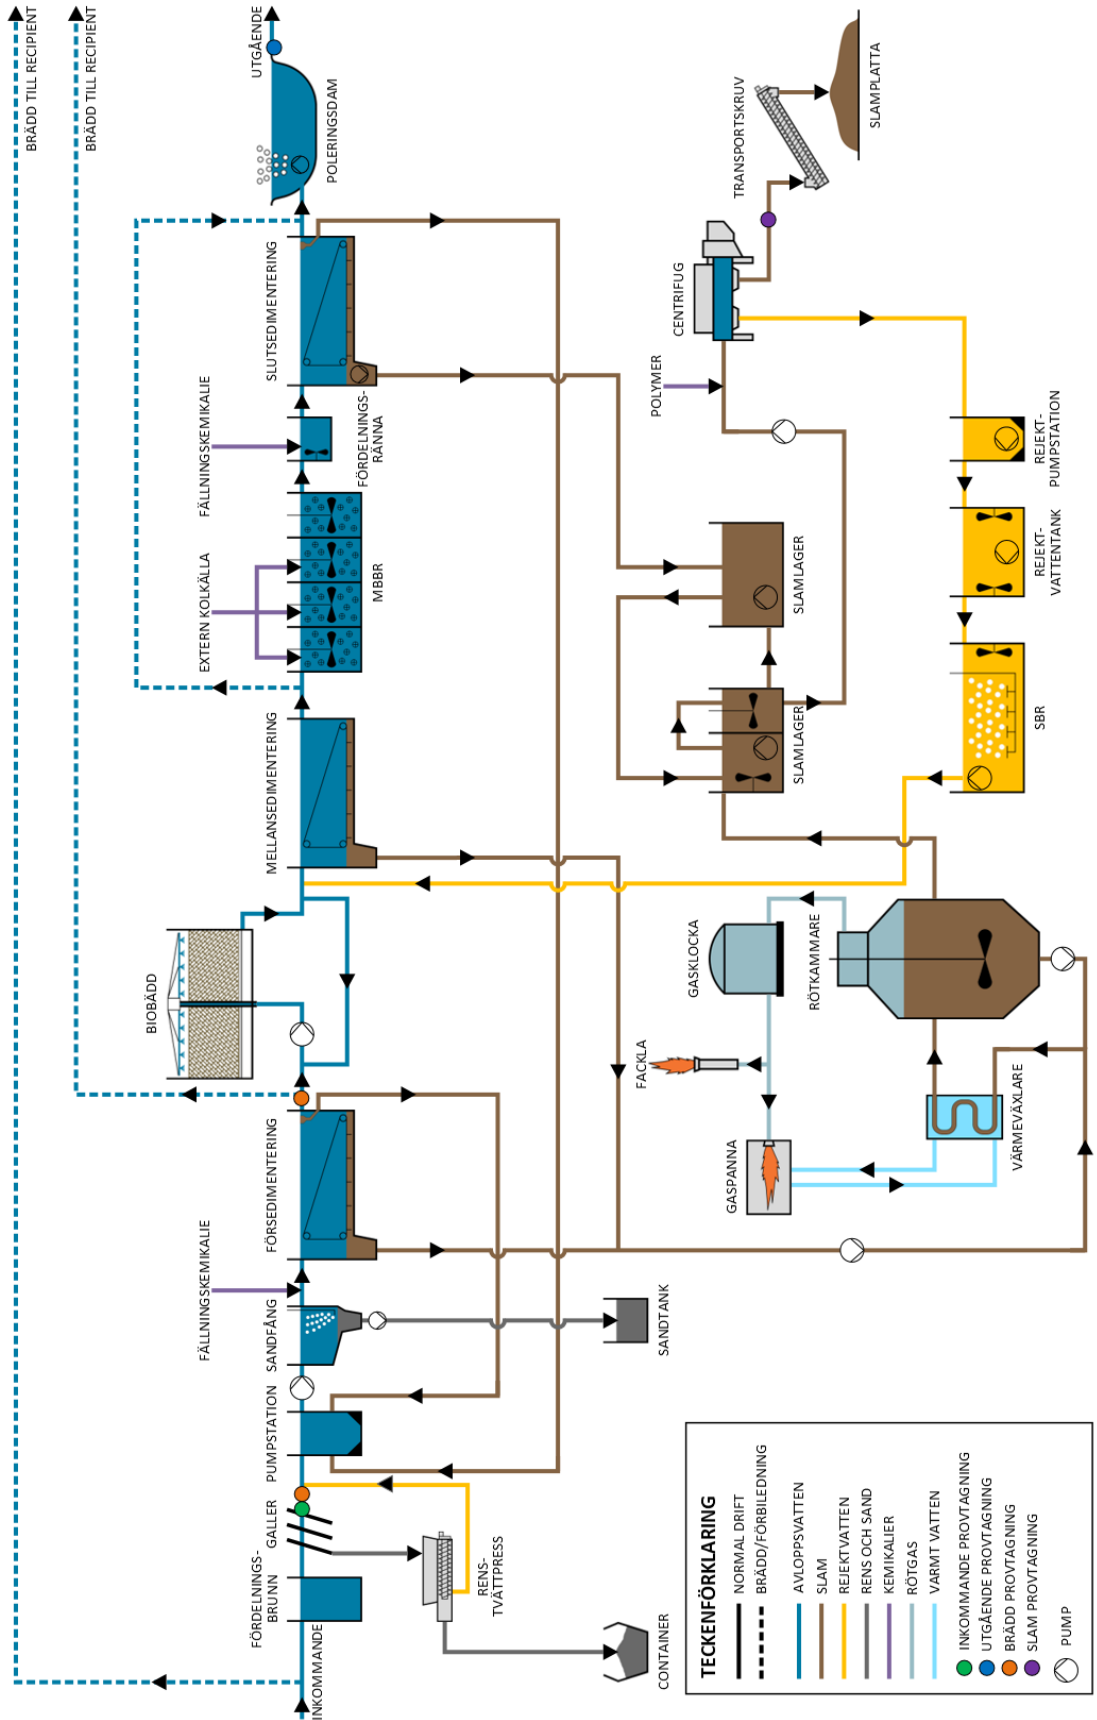 BRÄDD TILL RECIPIENT
BRÄDD TILL RECIPIENT
UTGÅENDE
POLERINGSDAM
SLUTSEDIMENTERING
FÄLLNINGSKEMIKALIE
FÖRDELNINGS-
RÄNNA
EXTERN KOLKÄLLA
MBBR
MELLANSEDIMENTERING
BIOBÄDD
FÖRSEDIMENTERING
FÄLLNINGSKEMIKALIE
SANDFÅNG
PUMPSTATION
GALLER
FÖRDELNINGS-
BRUNN
INKOMMANDE
RENS-
TVÄTTPRESS
CONTAINER
SANDTANK
SLAMPLATTA
TRANSPORTSKRUV
CENTRIFUG
POLYMER
SLAMLAGER
SLAMLAGER
REJEKT-
PUMPSTATION
REJEKT-
VATTENTANK
SBR
RÖTKAMMARE
GASKLOCKA
FACKLA
GASPANNA
VÄRMEVÄXLARE
TECKENFÖRKLARING
NORMAL DRIFT
BRÄDD/FÖRBILEDNING
AVLOPPSVATTEN
SLAM
REJEKTVATTEN
RENS OCH SAND
KEMIKALIER
RÖTGAS
VARMT VATTEN
INKOMMANDE PROVTAGNING
UTGÅENDE PROVTAGNING
BRÄDD PROVTAGNING
SLAM PROVTAGNING
PUMP